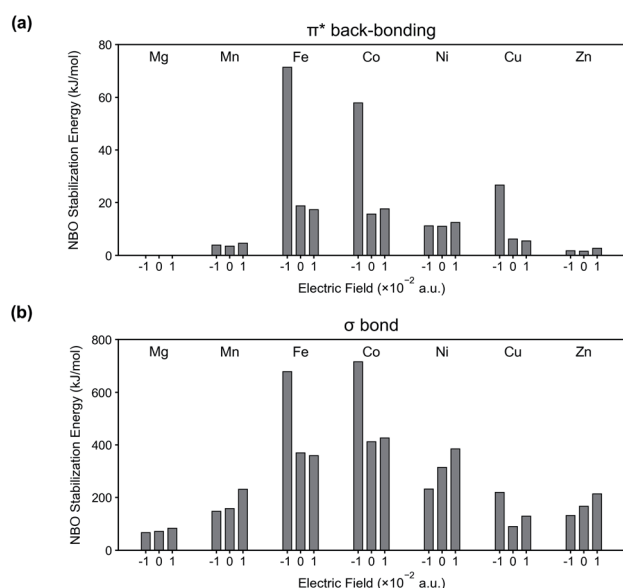 (a)
π* back-bonding
NBO Stabilization Energy (kJ/mol)
80
60
40
20
0
Mg Mn Fe Co Ni Cu Zn
-1 0 1 -1 0 1 -1 0 1 -1 0 1 -1 0 1 -1 0 1 -1 0 1
Electric Field (×10⁻² a.u.)
(b)
σ bond
NBO Stabilization Energy (kJ/mol)
800
600
400
200
0
Mg Mn Fe Co Ni Cu Zn
-1 0 1 -1 0 1 -1 0 1 -1 0 1 -1 0 1 -1 0 1 -1 0 1
Electric Field (×10⁻² a.u.)